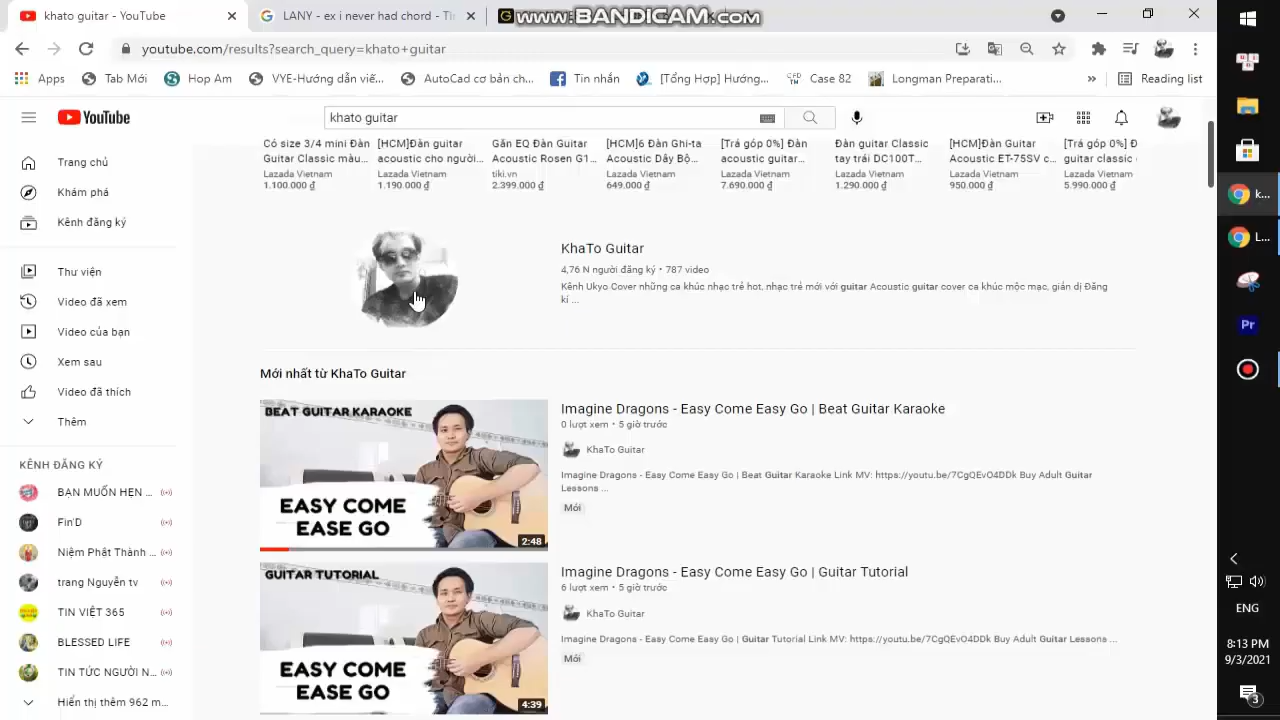 khato guitar - YouTube
LANY - ex i never had chord - Tìm
www.BANDICAM.com
youtube.com/results?search_query=khato+guitar
Apps
Tab Mới
Hop Am
VYE-Hướng dẫn viê...
AutoCad cơ bản ch...
Tin nhắn
[Tổng Hợp] Hướng...
Case 82
Longman Preparati...
»
Reading list
YouTube
khato guitar
Có size 3/4 mini Đàn
Guitar Classic màu...
Lazada Vietnam
1.100.000 ₫
[HCM]Đàn guitar
acoustic cho người...
Lazada Vietnam
1.190.000 ₫
Gắn EQ Đàn Guitar
Acoustic Rosen G1...
tiki.vn
2.399.000 ₫
[HCM]6 Đàn Ghi-ta
Acoustic Dây Bộ...
Lazada Vietnam
649.000 ₫
[Trả góp 0%] Đàn
acoustic guitar...
Lazada Vietnam
7.690.000 ₫
Đàn guitar Classic
tay trái DC100T...
Lazada Vietnam
1.290.000 ₫
[HCM]Đàn Guitar
Acoustic ET-75SV c...
Lazada Vietnam
950.000 ₫
[Trả góp 0%] Đàn
guitar classic
Lazada Vietnam
5.990.000 ₫
Trang chủ
Khám phá
Kênh đăng ký
Thư viện
Video đã xem
Video của bạn
Xem sau
Video đã thích
Thêm
KÊNH ĐĂNG KÝ
BẠN MUỐN HẸN ...
Fin'D
Niệm Phật Thành ...
trang Nguyễn tv
TIN VIỆT 365
BLESSED LIFE
TIN TỨC NGƯỜI N...
Hiển thị thêm 962 m...
KhaTo Guitar
4,76 N người đăng ký • 787 video
Kênh Ukyo Cover những ca khúc nhạc trẻ hot, nhạc trẻ mới với guitar Acoustic guitar cover ca khúc mộc mạc, giản dị Đăng
kí ...
Mới nhất từ KhaTo Guitar
BEAT GUITAR KARAOKE
EASY COME
EASE GO
2:48
Imagine Dragons - Easy Come Easy Go | Beat Guitar Karaoke
0 lượt xem • 5 giờ trước
KhaTo Guitar
Imagine Dragons - Easy Come Easy Go | Beat Guitar Karaoke Link MV: https://youtu.be/7CgQEvO4DDk Buy Adult Guitar
Lessons ...
Mới
GUITAR TUTORIAL
EASY COME
EASE GO
4:39
Imagine Dragons - Easy Come Easy Go | Guitar Tutorial
6 lượt xem • 5 giờ trước
KhaTo Guitar
Imagine Dragons - Easy Come Easy Go | Guitar Tutorial Link MV: https://youtu.be/7CgQEvO4DDk Buy Adult Guitar Lessons ...
Mới
k...
L...
Pr
ENG
8:13 PM
9/3/2021
3